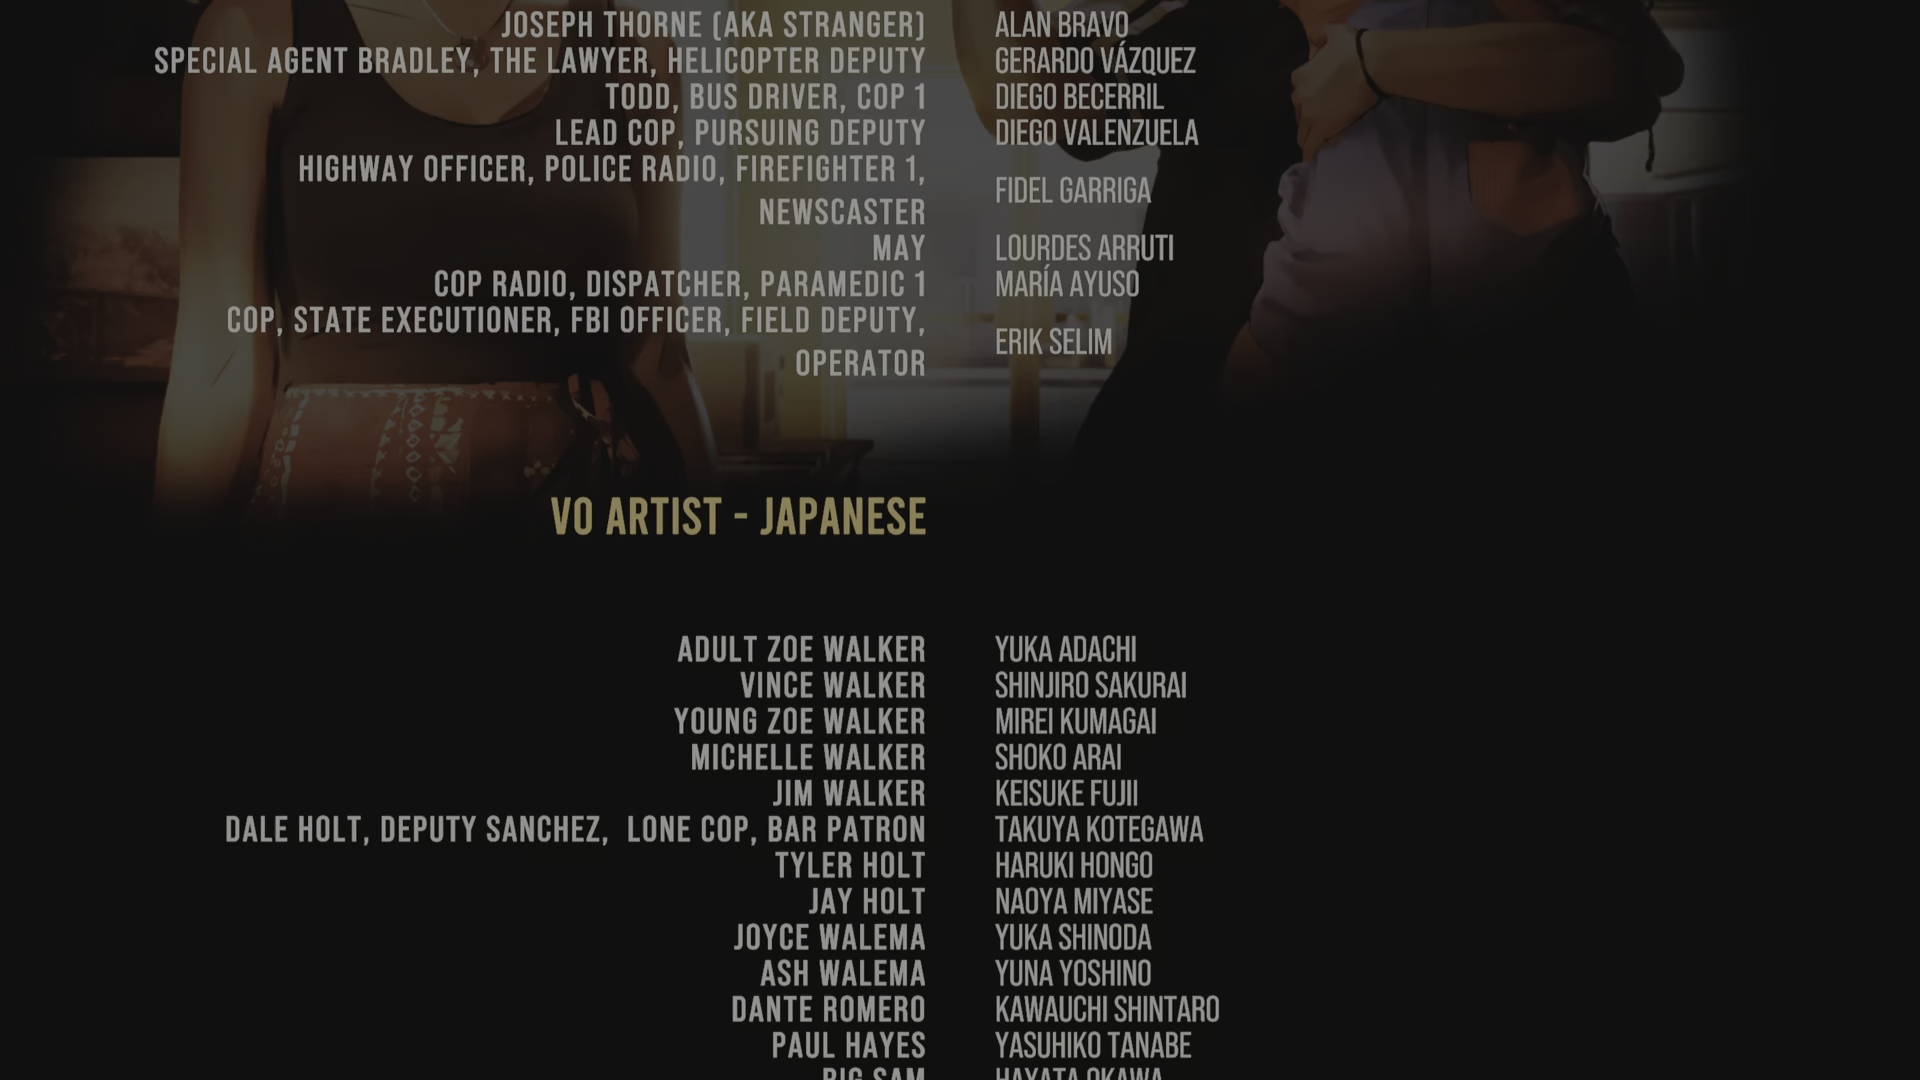 JOSEPH THORNE (AKA STRANGER) ALAN BRAVO
SPECIAL AGENT BRADLEY, THE LAWYER, HELICOPTER DEPUTY GERARDO VÁZQUEZ
TODD, BUS DRIVER, COP 1 DIEGO BECERRIL
LEAD COP, PURSUING DEPUTY DIEGO VALENZUELA
HIGHWAY OFFICER, POLICE RADIO, FIREFIGHTER 1,
NEWSCASTER FIDEL GARRIGA
MAY LOURDES ARRUTI
COP RADIO, DISPATCHER, PARAMEDIC 1 MARÍA AYUSO
COP, STATE EXECUTIONER, FBI OFFICER, FIELD DEPUTY,
OPERATOR ERIK SELIM
VO ARTIST - JAPANESE
ADULT ZOE WALKER YUKA ADACHI
VINCE WALKER SHINJIRO SAKURAI
YOUNG ZOE WALKER MIREI KUMAGAI
MICHELLE WALKER SHOKO ARAI
JIM WALKER KEISUKE FUJII
DALE HOLT, DEPUTY SANCHEZ, LONE COP, BAR PATRON TAKUYA KOTEGAWA
TYLER HOLT HARUKI HONGO
JAY HOLT NAOYA MIYASE
JOYCE WALEMA YUKA SHINODA
ASH WALEMA YUNA YOSHINO
DANTE ROMERO KAWAUCHI SHINTARO
PAUL HAYES YASUHIKO TANABE
BIG SAM HAYATA OKAWA